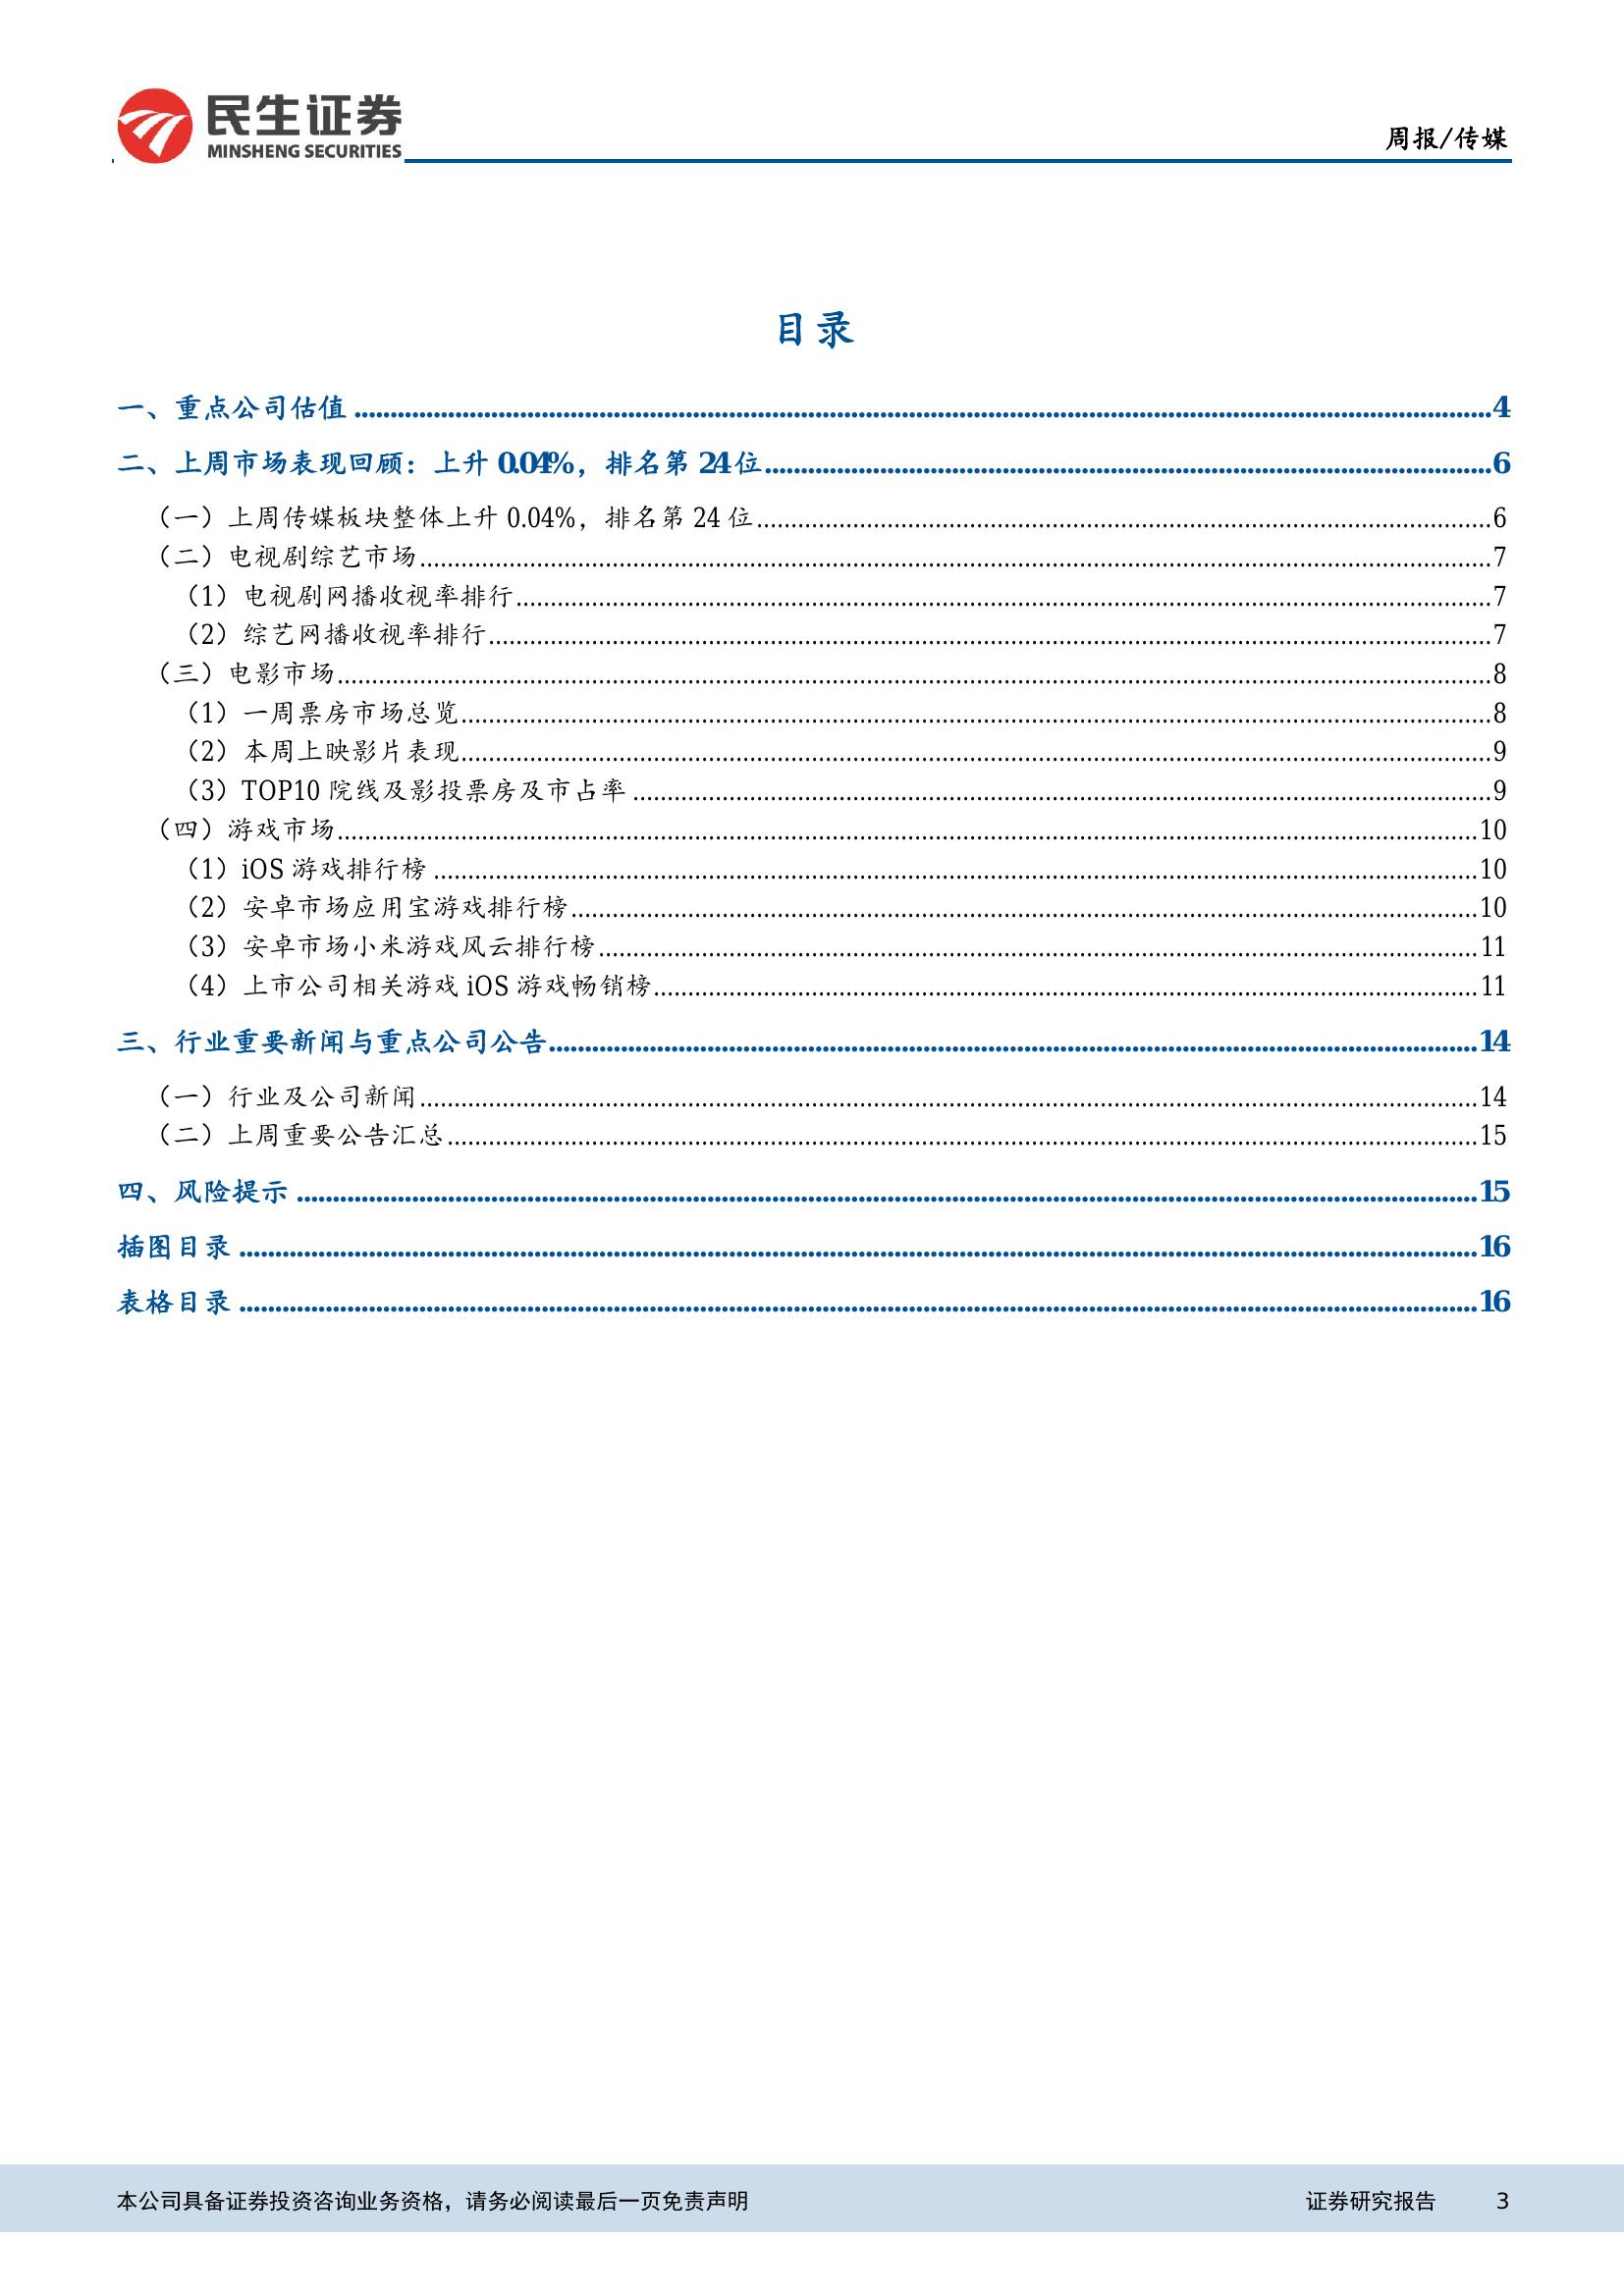 民生证券
MINSHENG SECURITIES
周报/传媒
目录
一、重点公司估值................4
二、上周市场表现回顾：上升 0.04%，排名第 24 位................6
（一）上周传媒板块整体上升 0.04%，排名第 24 位................6
（二）电视剧综艺市场................7
（1）电视剧网播收视率排行................7
（2）综艺网播收视率排行................7
（三）电影市场................8
（1）一周票房市场总览................8
（2）本周上映影片表现................9
（3）TOP10 院线及影投票房及市占率................9
（四）游戏市场................10
（1）iOS 游戏排行榜................10
（2）安卓市场应用宝游戏排行榜................10
（3）安卓市场小米游戏风云排行榜................11
（4）上市公司相关游戏 iOS 游戏畅销榜................11
三、行业重要新闻与重点公司公告................14
（一）行业及公司新闻................14
（二）上周重要公告汇总................15
四、风险提示................15
插图目录................16
表格目录................16
本公司具备证券投资咨询业务资格，请务必阅读最后一页免责声明 证券研究报告 3